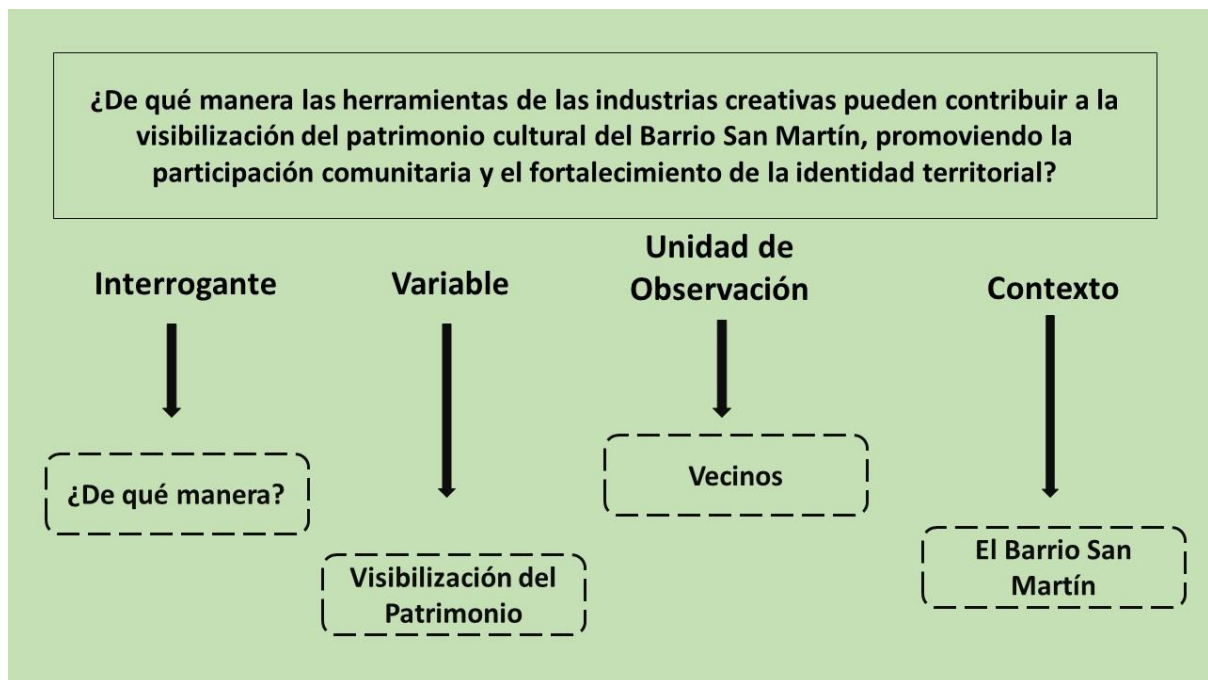 ¿De qué manera las herramientas de las industrias creativas pueden contribuir a la
visibilización del patrimonio cultural del Barrio San Martín, promoviendo la
participación comunitaria y el fortalecimiento de la identidad territorial?
Interrogante
Variable
Unidad de
Observación
Contexto
¿De qué manera?
Visibilización del
Patrimonio
Vecinos
El Barrio San
Martín